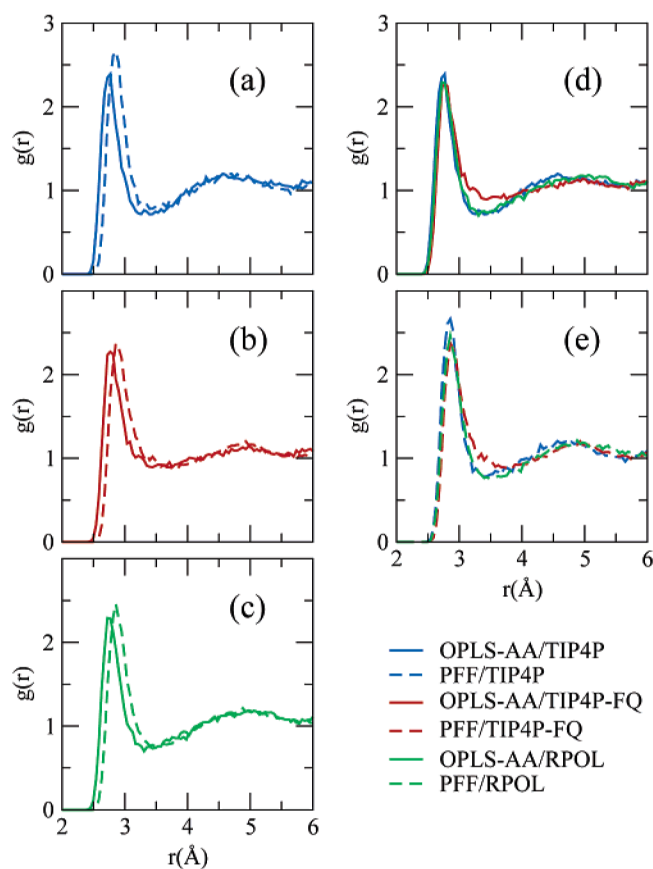 3
2
1
0
g(r)
(a)
2
1
0
g(r)
(b)
2
1
0
g(r)
(c)
2 3 4 5 6
r(Å)
3
2
1
0
g(r)
(d)
2
1
0
g(r)
(e)
2 3 4 5 6
r(Å)
OPLS-AA/TIP4P
PFF/TIP4P
OPLS-AA/TIP4P-FQ
PFF/TIP4P-FQ
OPLS-AA/RPOL
PFF/RPOL